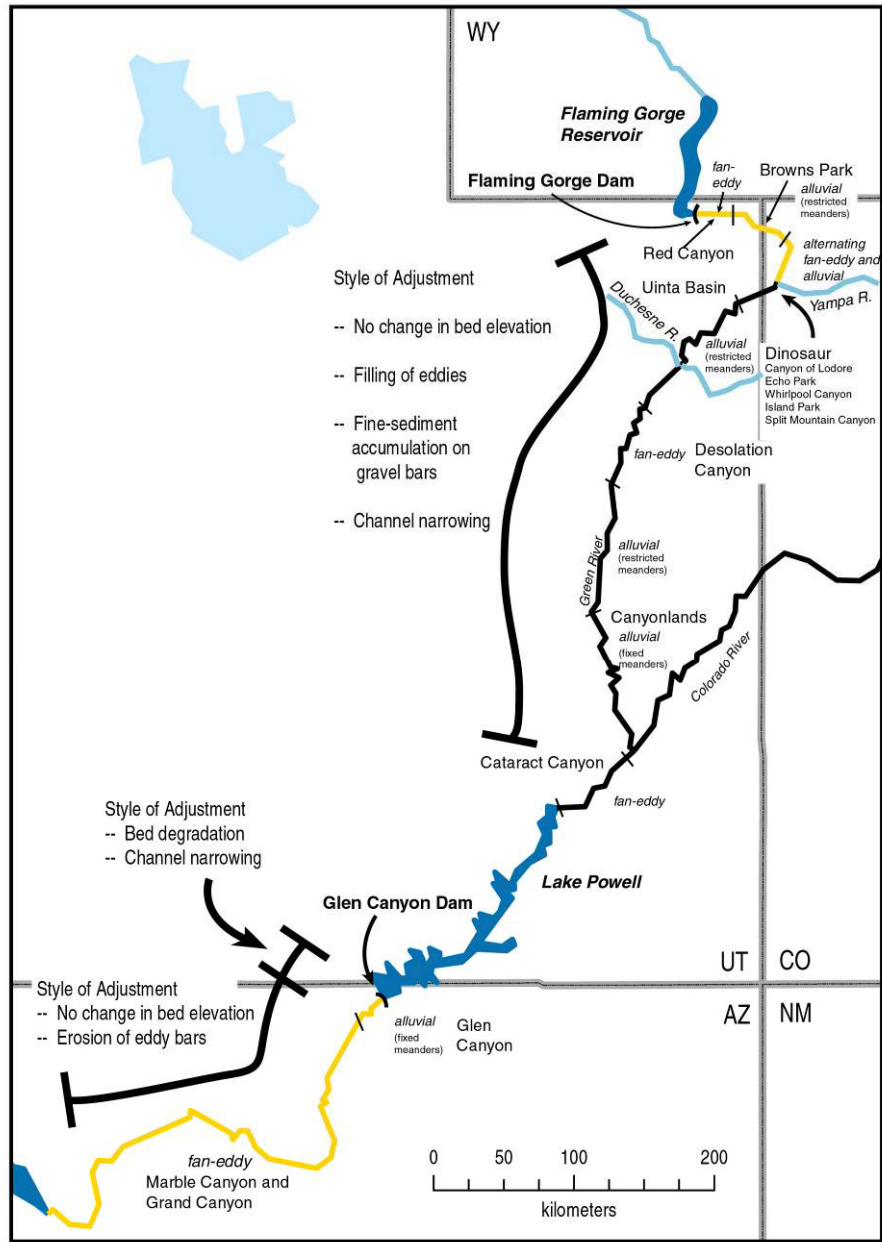 WY
Flaming Gorge
Reservoir
Flaming Gorge Dam
fan-
eddy
Browns Park
alluvial
(restricted
meanders)
Red Canyon
alternating
fan-eddy and
alluvial
Style of Adjustment
-- No change in bed elevation
-- Filling of eddies
-- Fine-sediment
accumulation on
gravel bars
-- Channel narrowing
Uinta Basin
Duchesne R.
Yampa R.
alluvial
(restricted
meanders)
Dinosaur
Canyon of Lodore
Echo Park
Whirlpool Canyon
Island Park
Split Mountain Canyon
fan-eddy
Desolation
Canyon
Green River
alluvial
(restricted
meanders)
Canyonlands
alluvial
(fixed
meanders)
Colorado River
Cataract Canyon
fan-eddy
Style of Adjustment
-- Bed degradation
-- Channel narrowing
Lake Powell
Glen Canyon Dam
UT
CO
AZ
NM
Style of Adjustment
-- No change in bed elevation
-- Erosion of eddy bars
alluvial
(fixed
meanders)
Glen
Canyon
fan-eddy
Marble Canyon and
Grand Canyon
0 50 100 200
kilometers